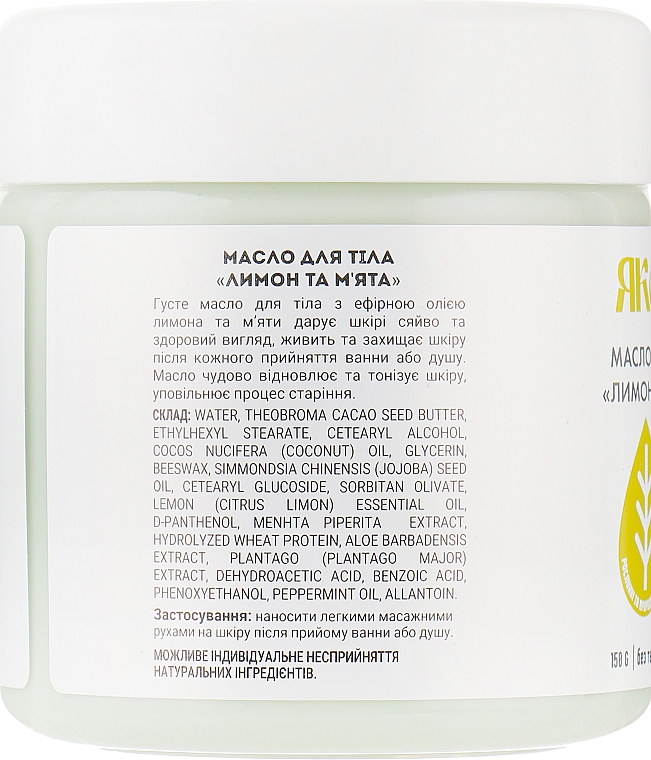 МАСЛО ДЛЯ ТІЛА
«ЛИМОН ТА М'ЯТА»
Густе масло для тіла з ефірною олією
лимона та м'яти дарує шкірі сяйво та
здоровий вигляд, живить та захищає шкіру
після кожного прийняття ванни або душу.
Масло чудово відновлює та тонізує шкіру,
уповільнює процес старіння.
СКЛАД: WATER, THEOBROMA CACAO SEED BUTTER,
ETHYLHEXYL STEARATE, CETEARYL ALCOHOL,
COCOS NUCIFERA (COCONUT) OIL, GLYCERIN,
BEESWAX, SIMMONDSIA CHINENSIS (JOJOBA) SEED
OIL, CETEARYL GLUCOSIDE, SORBITAN OLIVATE,
LEMON (CITRUS LIMON) ESSENTIAL OIL,
D-PANTHENOL, MENHTA PIPERITA EXTRACT,
HYDROLYZED WHEAT PROTEIN, ALOE BARBADENSIS
EXTRACT, PLANTAGO (PLANTAGO MAJOR)
EXTRACT, DEHYDROACETIC ACID, BENZOIC ACID,
PHENOXYETHANOL, PEPPERMINT OIL, ALLANTOIN.
Застосування: наносити легкими масажними
рухами на шкіру після прийому ванни або душу.
МОЖЛИВЕ ІНДИВІДУАЛЬНЕ НЕСПРИЙНЯТТЯ
НАТУРАЛЬНИХ ІНГРЕДІЄНТІВ.
ЯК
МАСЛО
«ЛИМОН
150 G | без